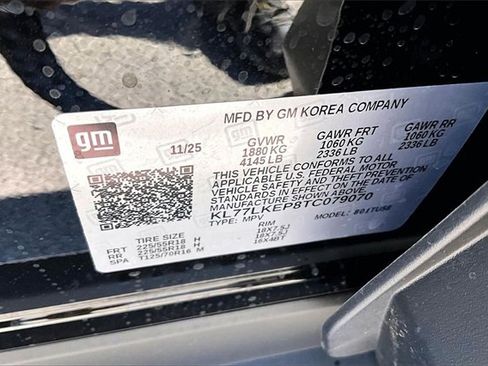 MFD BY GM KOREA COMPANY
gm
11/25
GVWR
1880 KG
4145 LB
GAWR FRT
1060 KG
2336 LB
GAWR RR
1060 KG
2336 LB
THIS VEHICLE CONFORMS TO ALL
APPLICABLE U.S. FEDERAL MOTOR
VEHICLE SAFETY AND THEFT PREVENTION
STANDARDS IN EFFECT ON THE DATE OF
MANUFACTURE SHOWN ABOVE.
KL77LKEP8TC079070
TYPE: MPV
MODEL: 801TUSE
TIRE SIZE
RIM
FRT 225/55R18 H 18X7.5J
RR 225/55R18 H 18X7.5J
SPA T125/70R16 M 16X4BT